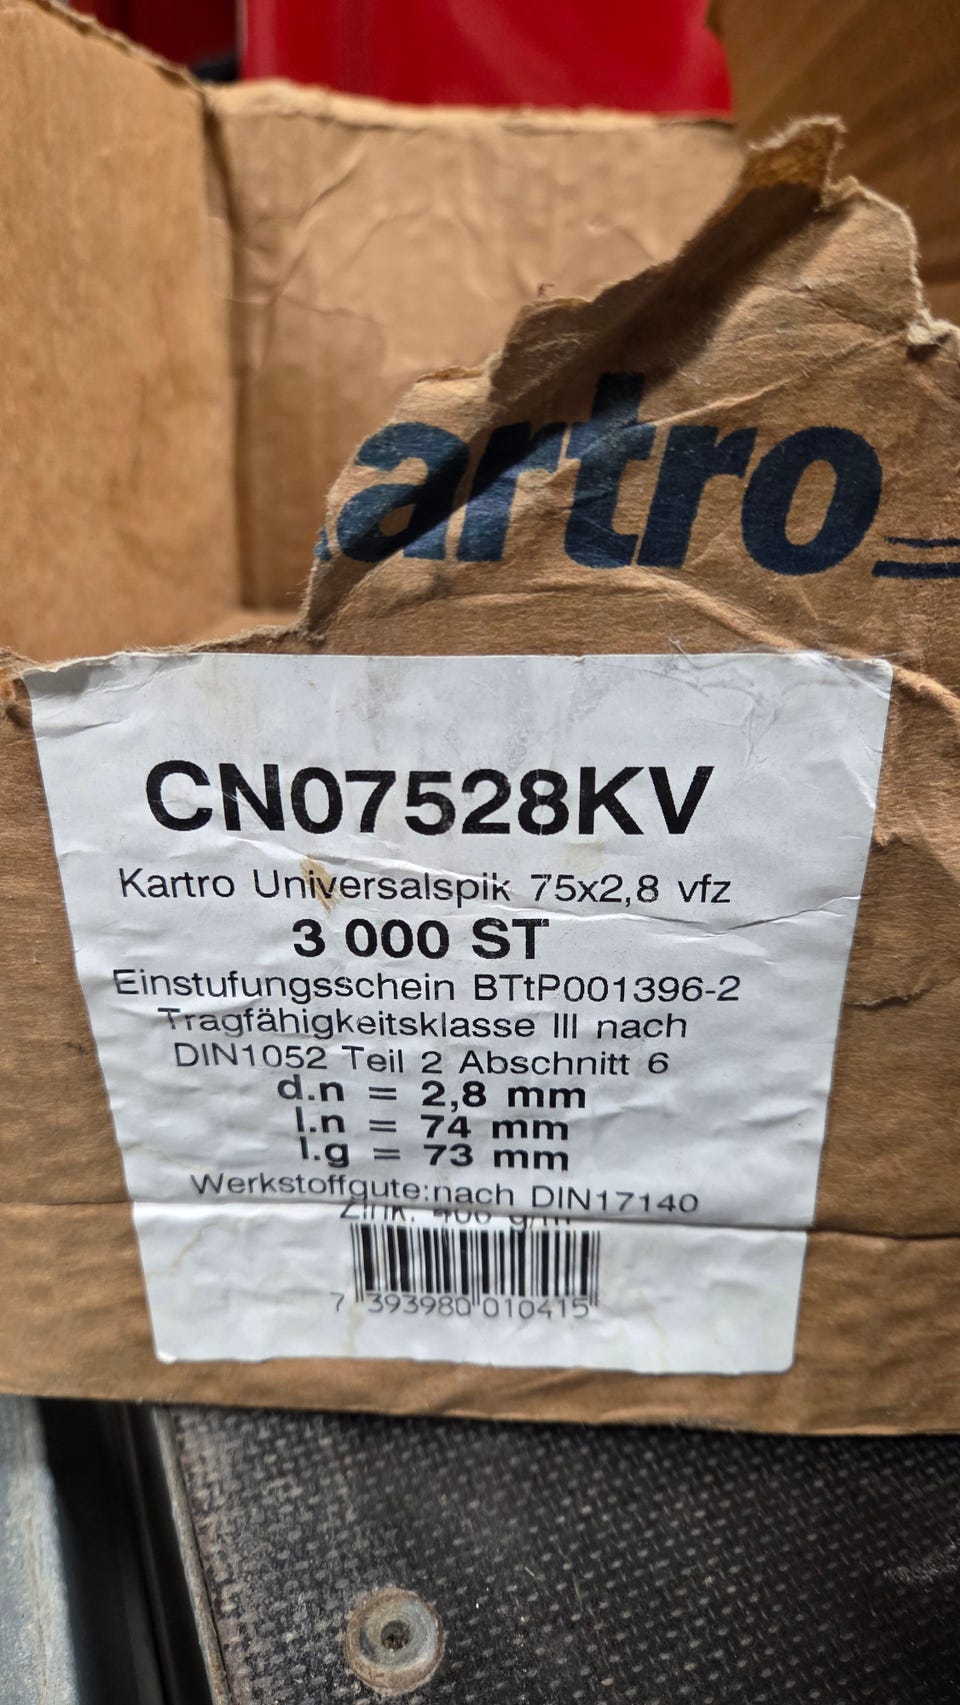 artro
CN07528KV
Kartro Universalspik 75x2,8 vfz
3 000 ST
Einstufungsschein BTtP001396-2
Tragfähigkeitsklasse III nach
DIN1052 Teil 2 Abschnitt 6
d.n = 2,8 mm
l.n = 74 mm
l.g = 73 mm
Werkstoffgute:nach DIN17140
7 393980 010415